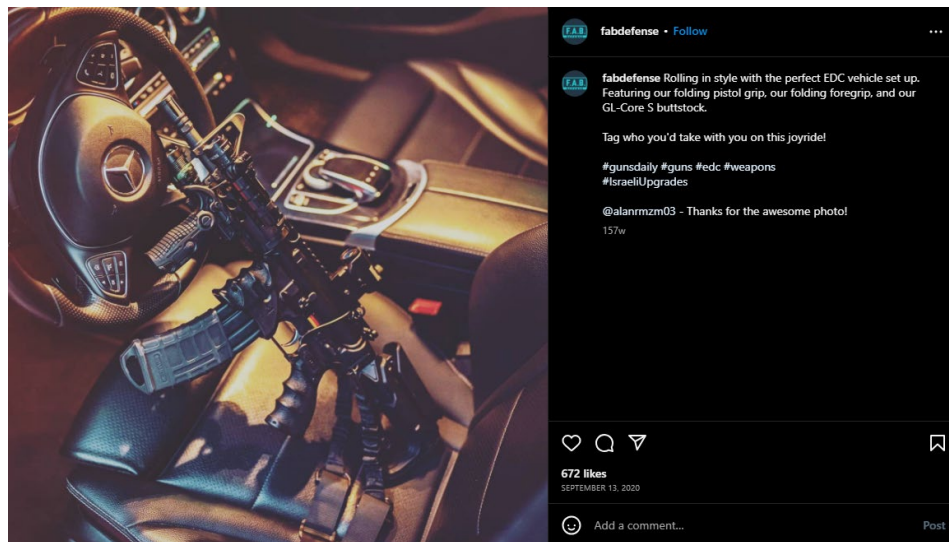 F.A.B.
fabdefense • Follow
F.A.B.
fabdefense Rolling in style with the perfect EDC vehicle set up.
Featuring our folding pistol grip, our folding foregrip, and our
GL-Core S buttstock.
Tag who you'd take with you on this joyride!
#gunsdaily #guns #edc #weapons
#IsraeliUpgrades
@alanrmzm03 - Thanks for the awesome photo!
157w
672 likes
SEPTEMBER 13, 2020
Add a comment...
Post